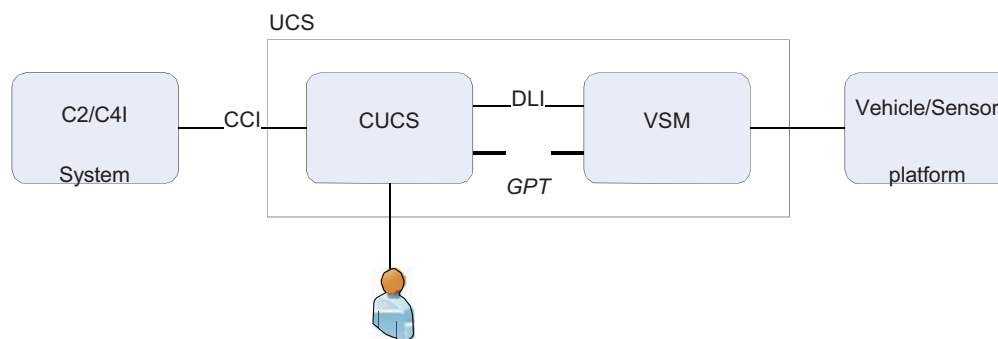 UCS
C2/C4I
System
CCI
CUCS
DLI
GPT
VSM
Vehicle/Sensor
platform